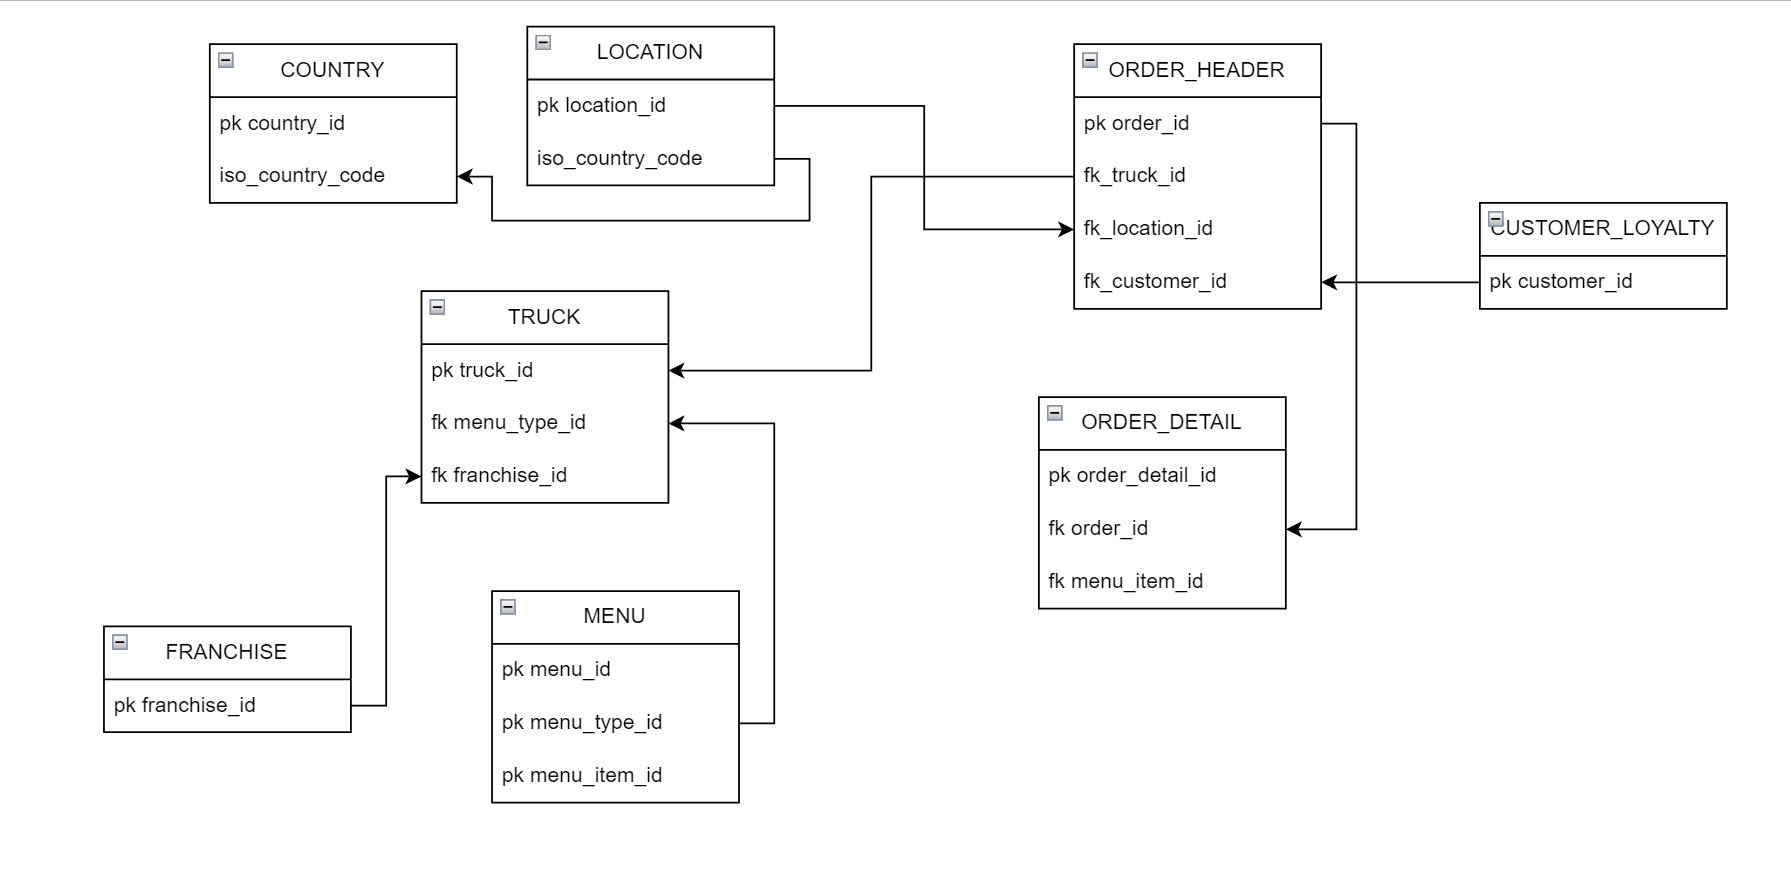 COUNTRY
pk country_id
iso_country_code
LOCATION
pk location_id
iso_country_code
ORDER_HEADER
pk order_id
fk_truck_id
fk_location_id
fk_customer_id
CUSTOMER_LOYALTY
pk customer_id
TRUCK
pk truck_id
fk menu_type_id
fk franchise_id
ORDER_DETAIL
pk order_detail_id
fk order_id
fk menu_item_id
FRANCHISE
pk franchise_id
MENU
pk menu_id
pk menu_type_id
pk menu_item_id